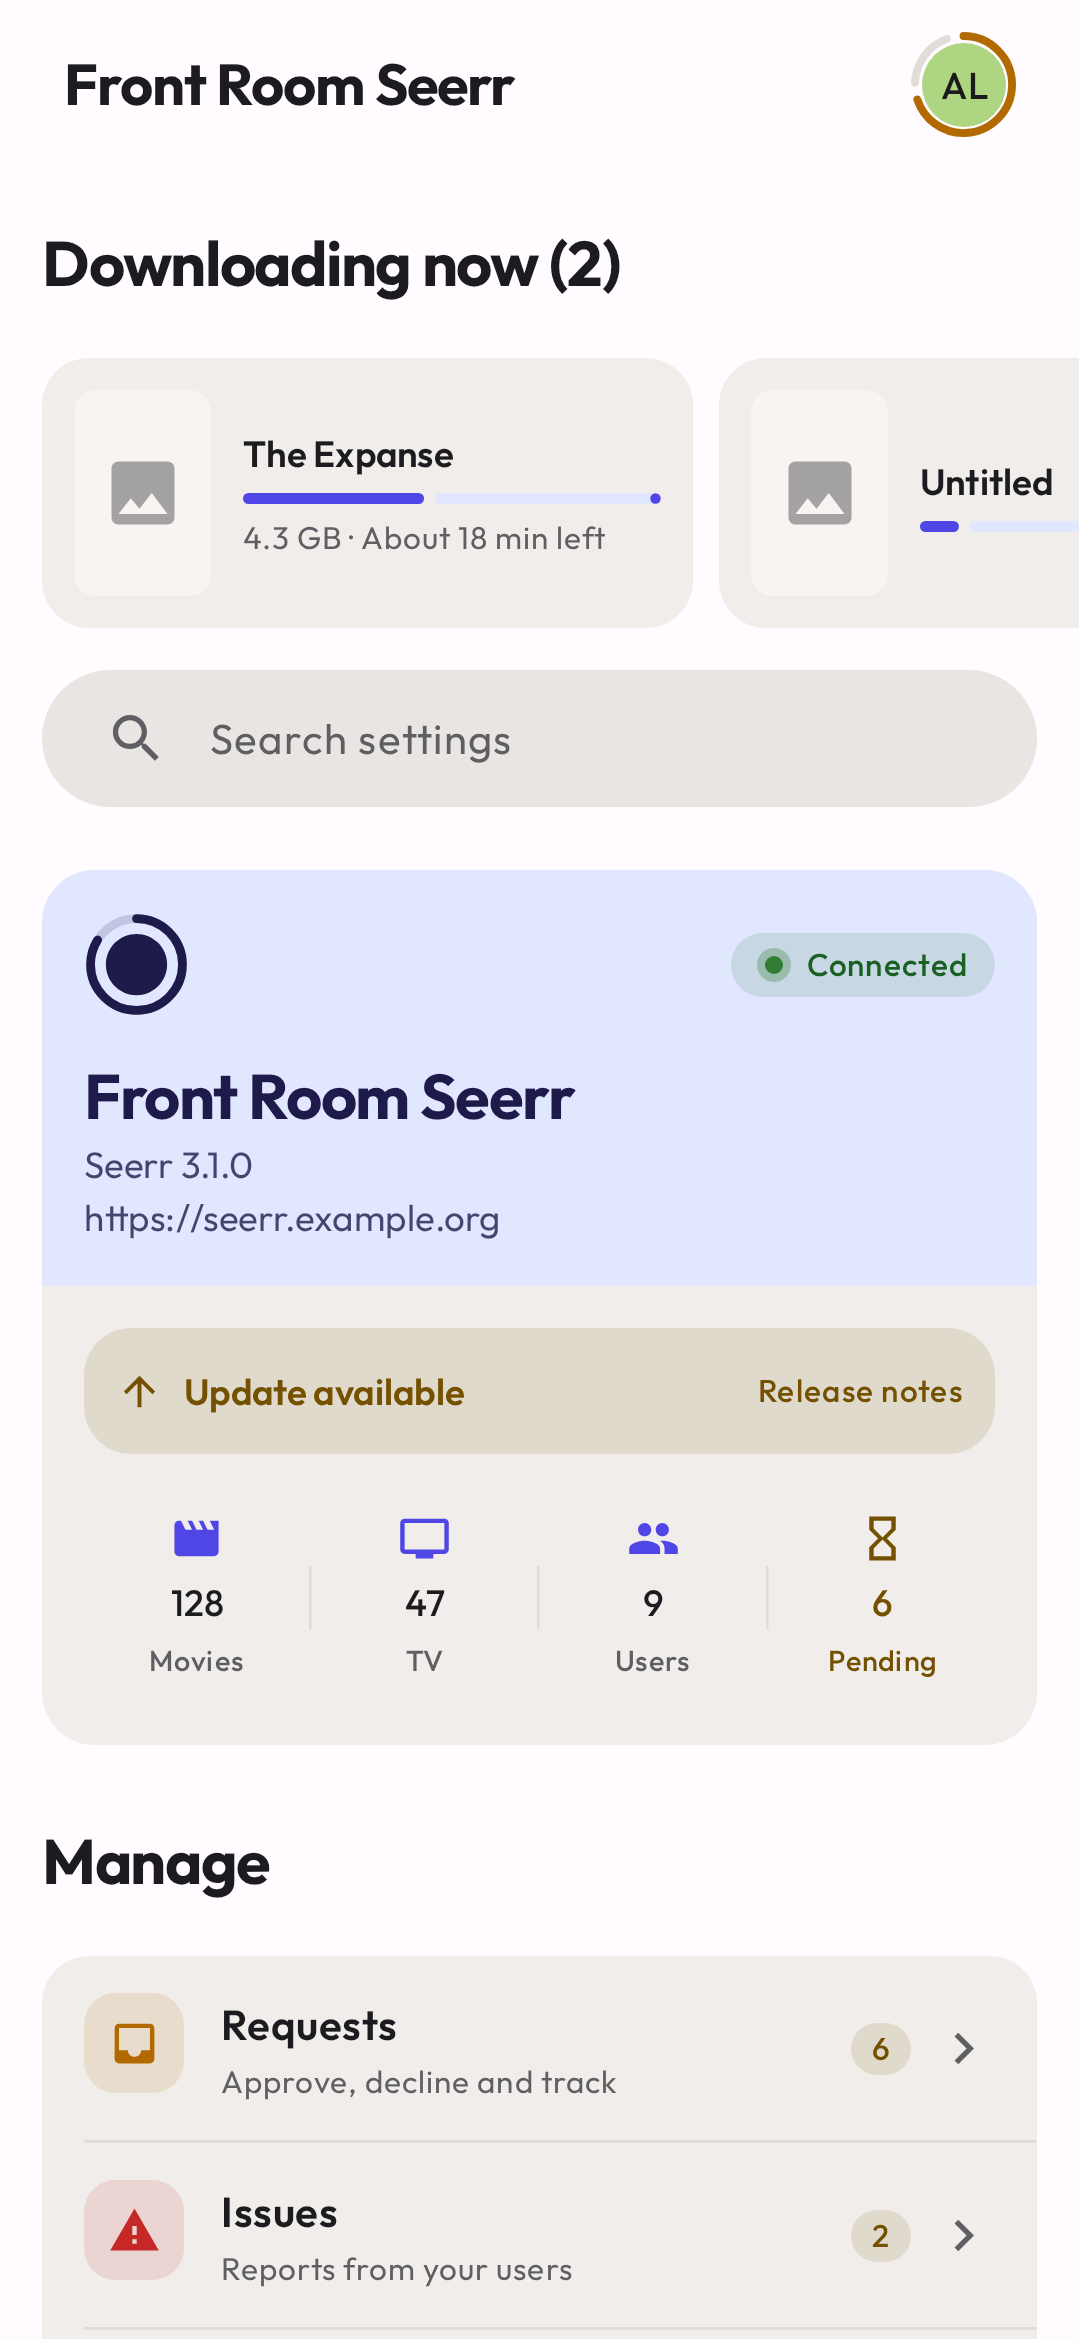 Front Room Seerr
AL
Downloading now (2)
The Expanse
4.3 GB · About 18 min left
Untitled
Search settings
Connected
Front Room Seerr
Seerr 3.1.0
https://seerr.example.org
Update available
Release notes
128
47
9
6
Movies
TV
Users
Pending
Manage
Requests
Approve, decline and track
6
Issues
Reports from your users
2